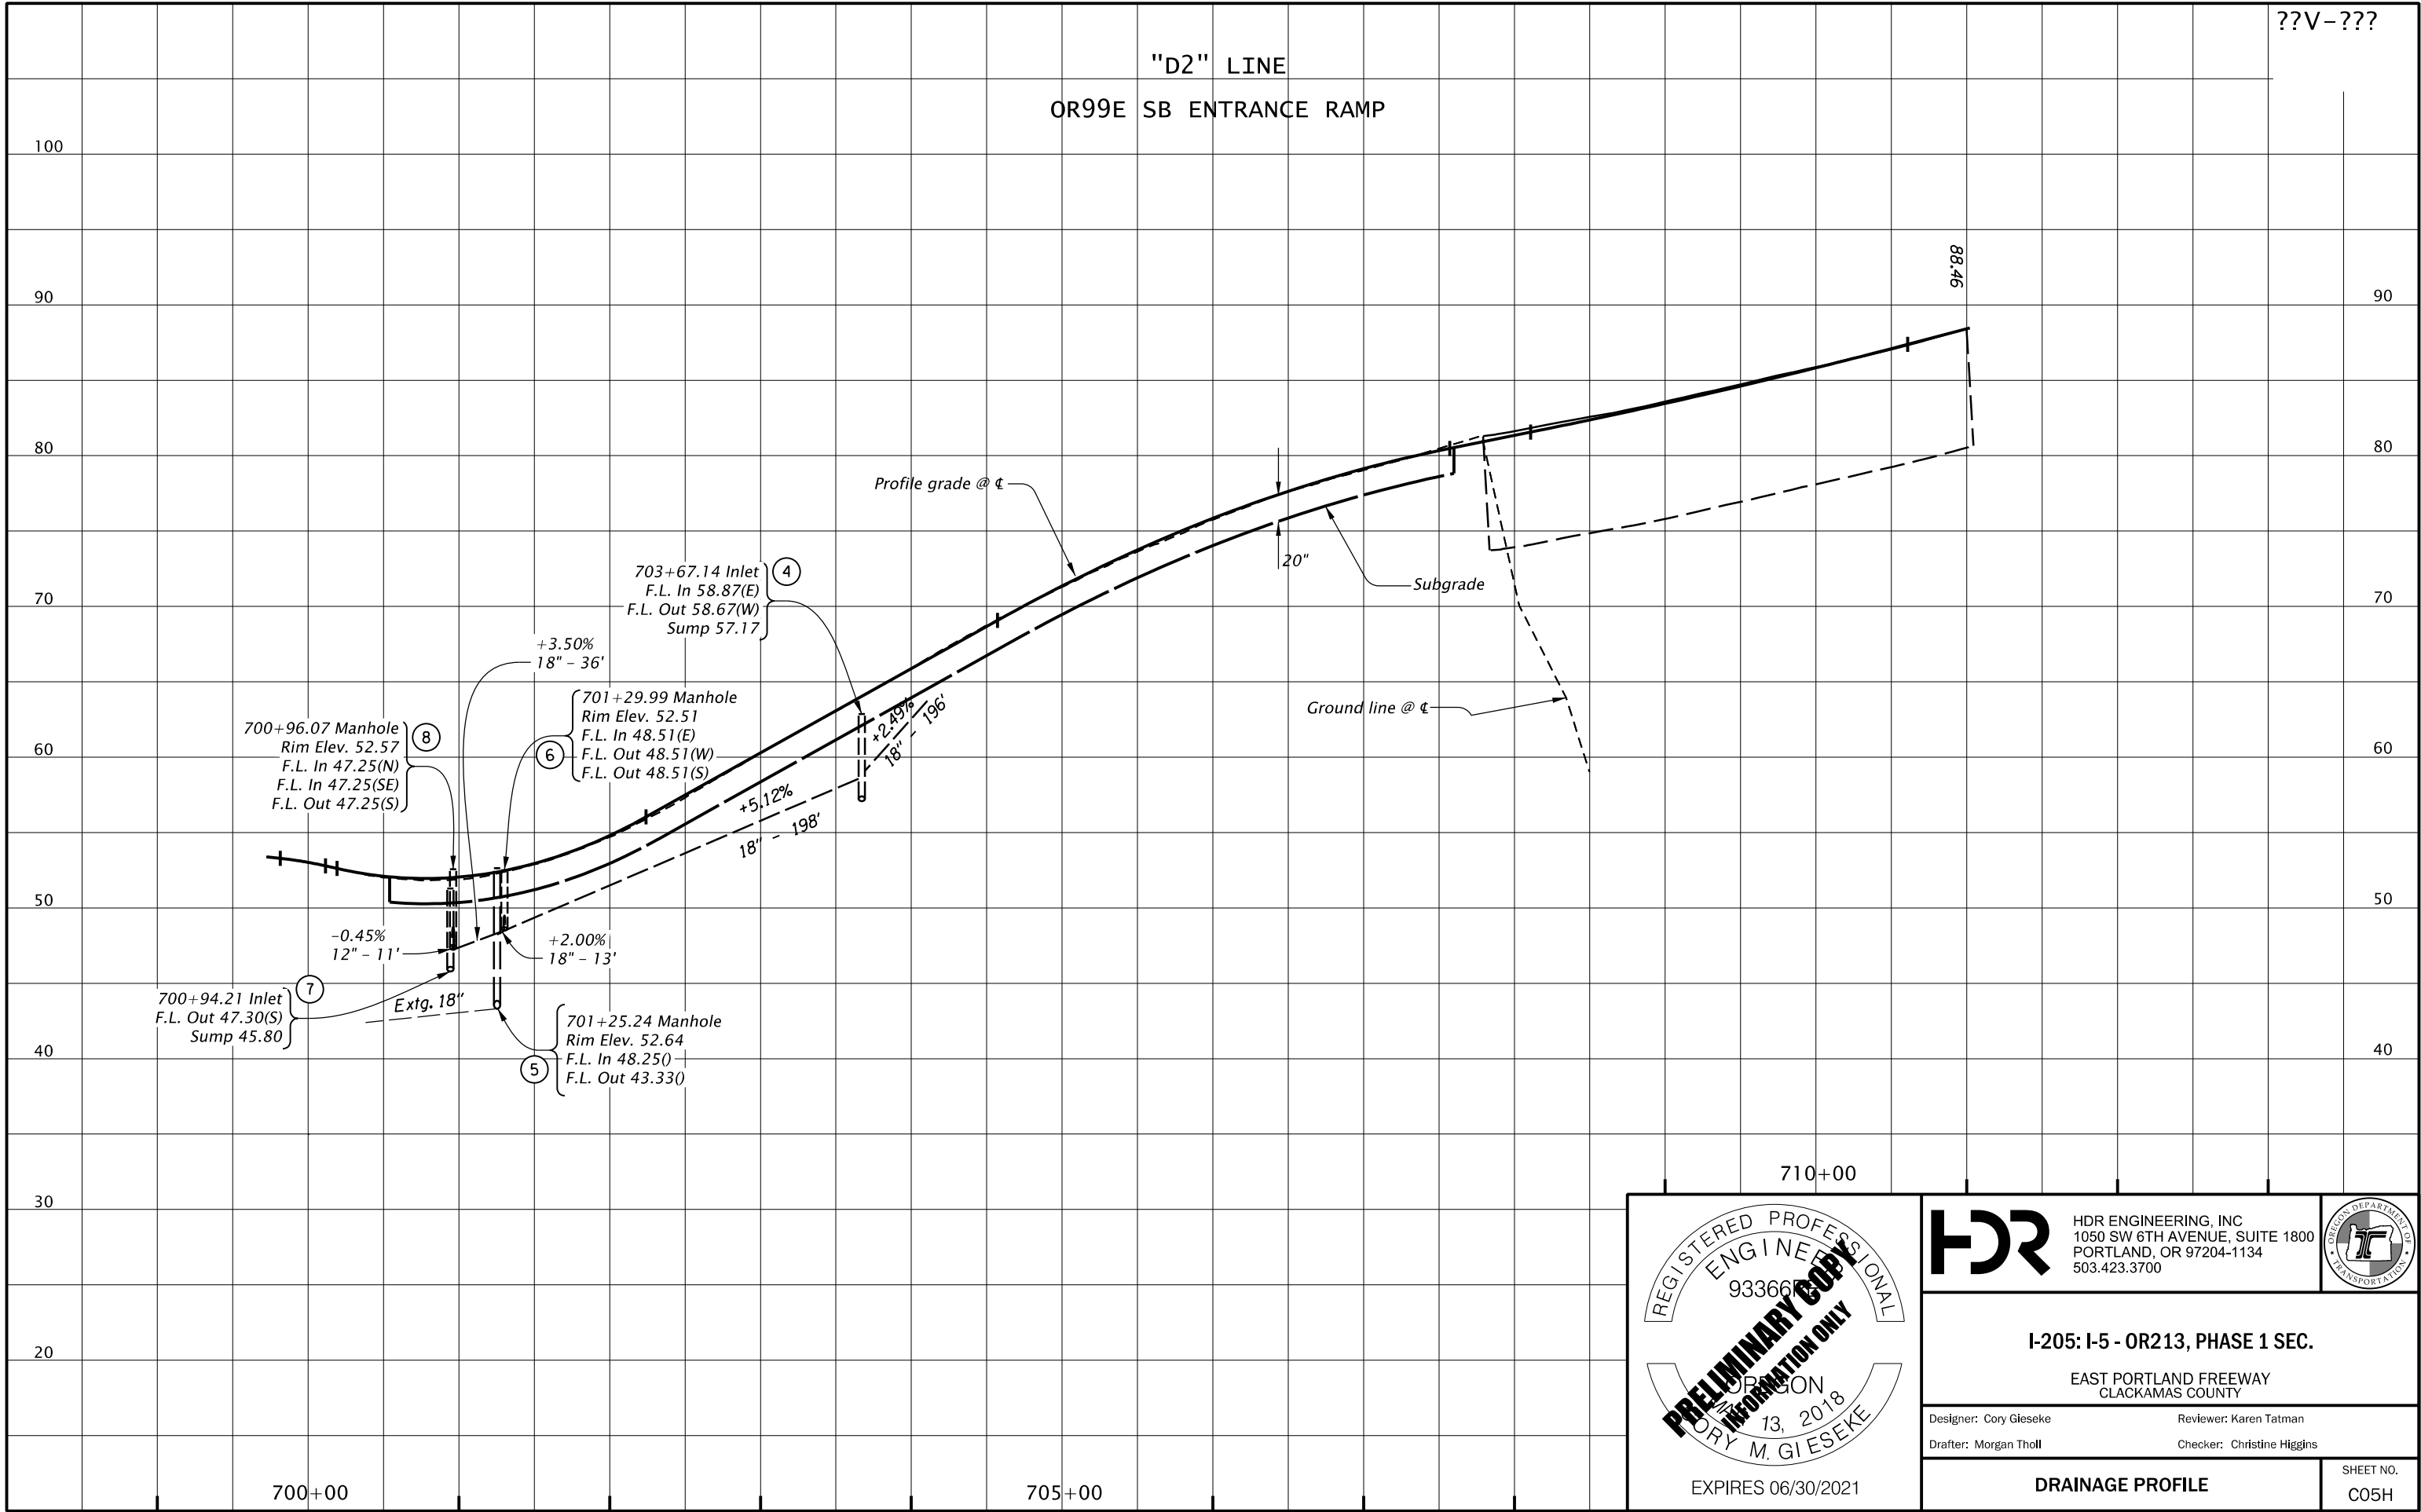 ??V-???
"D2" LINE
OR99E SB ENTRANCE RAMP
100
90
80
70
60
50
40
30
20
90
80
70
60
50
40
88.46
Profile grade @ ℄
20"
Subgrade
Ground line @ ℄
703+67.14 Inlet
F.L. In 58.87(E)
F.L. Out 58.67(W)
Sump 57.17
4
+3.50%
18" - 36'
701+29.99 Manhole
Rim Elev. 52.51
F.L. In 48.51(E)
F.L. Out 48.51(W)
F.L. Out 48.51(S)
6
700+96.07 Manhole
Rim Elev. 52.57
F.L. In 47.25(N)
F.L. In 47.25(SE)
F.L. Out 47.25(S)
8
+2.49%
18" - 196'
+5.12%
18" - 198'
-0.45%
12" - 11'
+2.00%
18" - 13'
700+94.21 Inlet
F.L. Out 47.30(S)
Sump 45.80
7
Extg. 18"
701+25.24 Manhole
Rim Elev. 52.64
F.L. In 48.25()
F.L. Out 43.33()
5
700+00
705+00
710+00
REGISTERED PROFESSIONAL
ENGINEER
93366PE
PRELIMINARY COPY
INFORMATION ONLY
OREGON
13, 2018
CORY M. GIESEKE
EXPIRES 06/30/2021
HDR
HDR ENGINEERING, INC
1050 SW 6TH AVENUE, SUITE 1800
PORTLAND, OR 97204-1134
503.423.3700
OREGON DEPARTMENT OF
TRANSPORTATION
I-205: I-5 - OR213, PHASE 1 SEC.
EAST PORTLAND FREEWAY
CLACKAMAS COUNTY
Designer: Cory Gieseke
Reviewer: Karen Tatman
Drafter: Morgan Tholl
Checker: Christine Higgins
DRAINAGE PROFILE
SHEET NO.
C05H